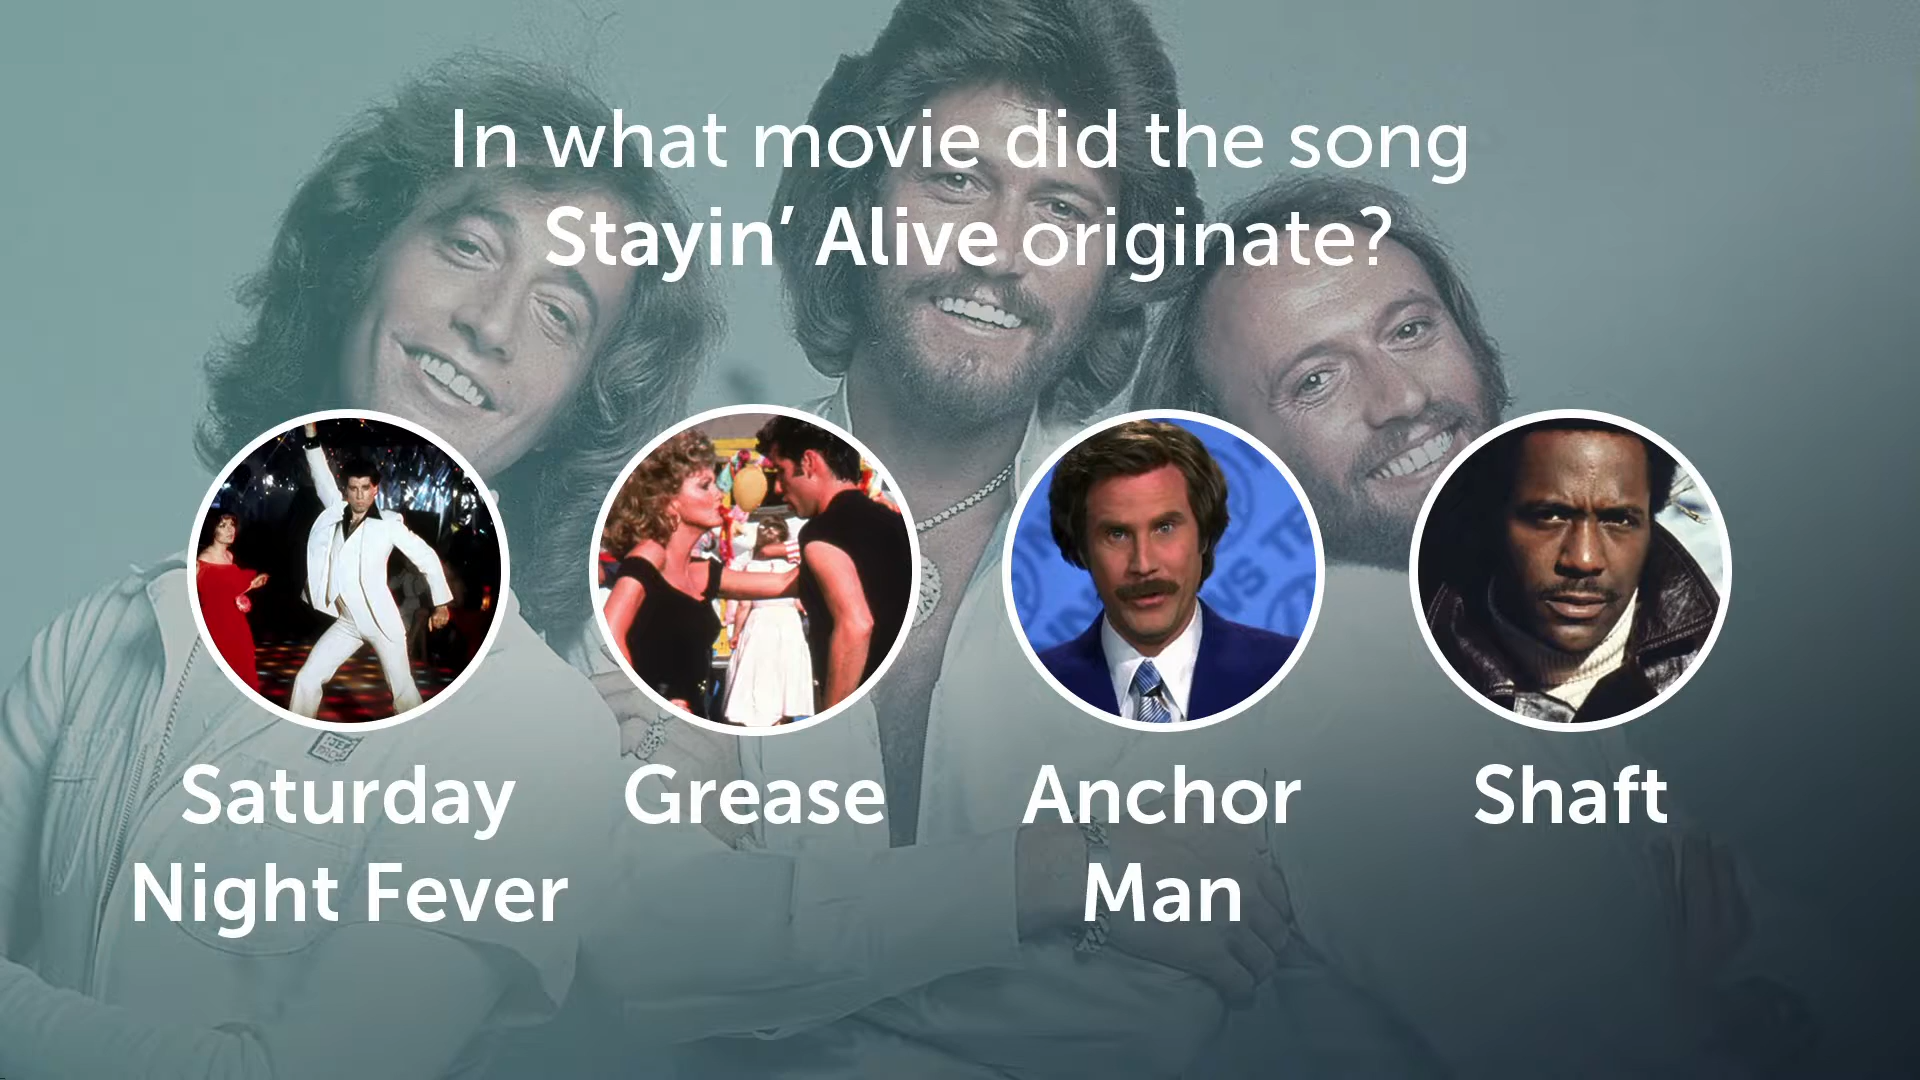 In what movie did the song
Stayin’ Alive originate?
Saturday
Night Fever
Grease
Anchor
Man
Shaft